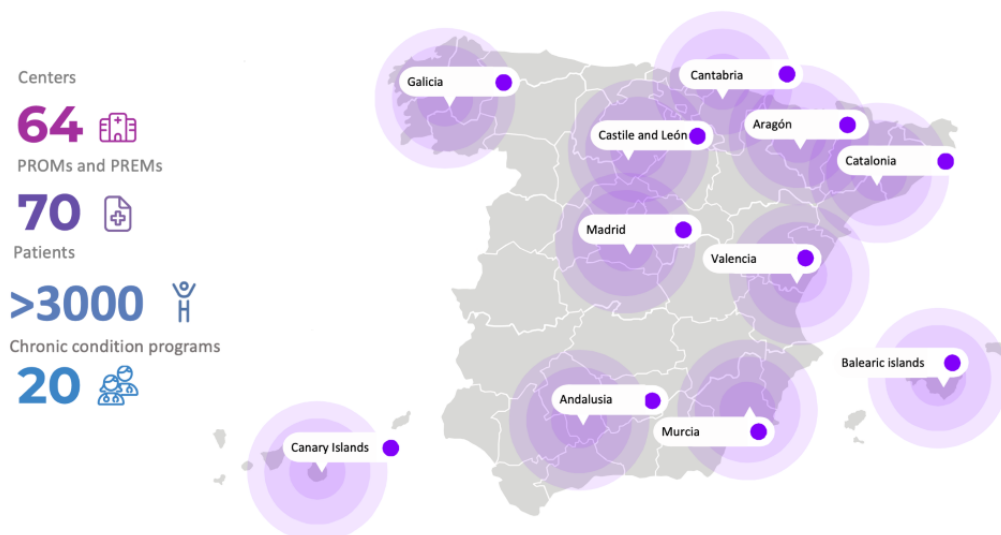 Centers
64
PROMs and PREMs
70
Patients
>3000
Chronic condition programs
20
Galicia
Cantabria
Castile and León
Aragón
Catalonia
Madrid
Valencia
Balearic islands
Andalusia
Murcia
Canary Islands